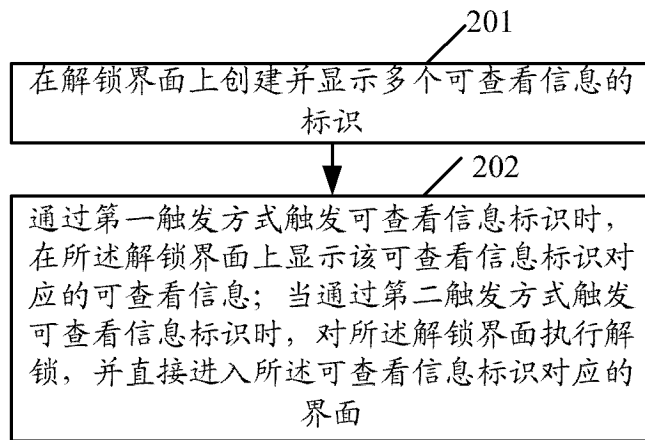 201
在解锁界面上创建并显示多个可查看信息的
标识
202
通过第一触发方式触发可查看信息标识时，
在所述解锁界面上显示该可查看信息标识对
应的可查看信息；当通过第二触发方式触发
可查看信息标识时，对所述解锁界面执行解
锁，并直接进入所述可查看信息标识对应的
界面